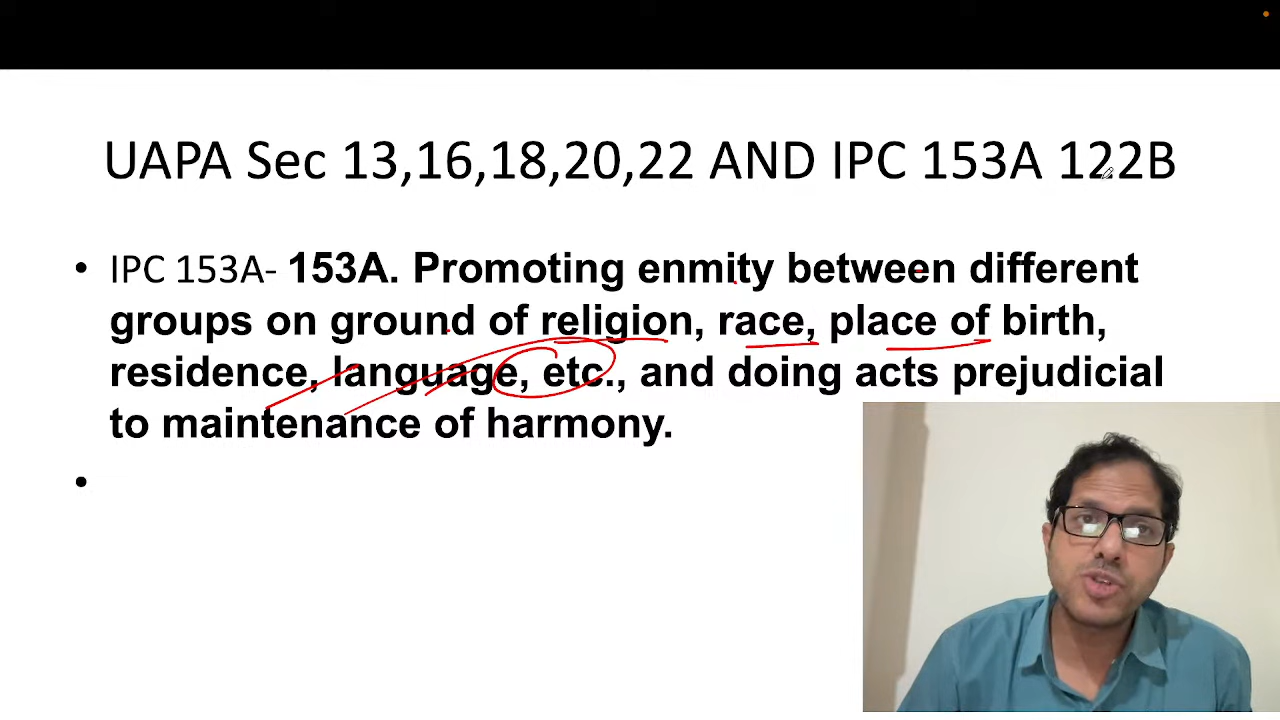 UAPA Sec 13,16,18,20,22 AND IPC 153A 122B
• IPC 153A- 153A. Promoting enmity between different
groups on ground of religion, race, place of birth,
residence, language, etc., and doing acts prejudicial
to maintenance of harmony.
•